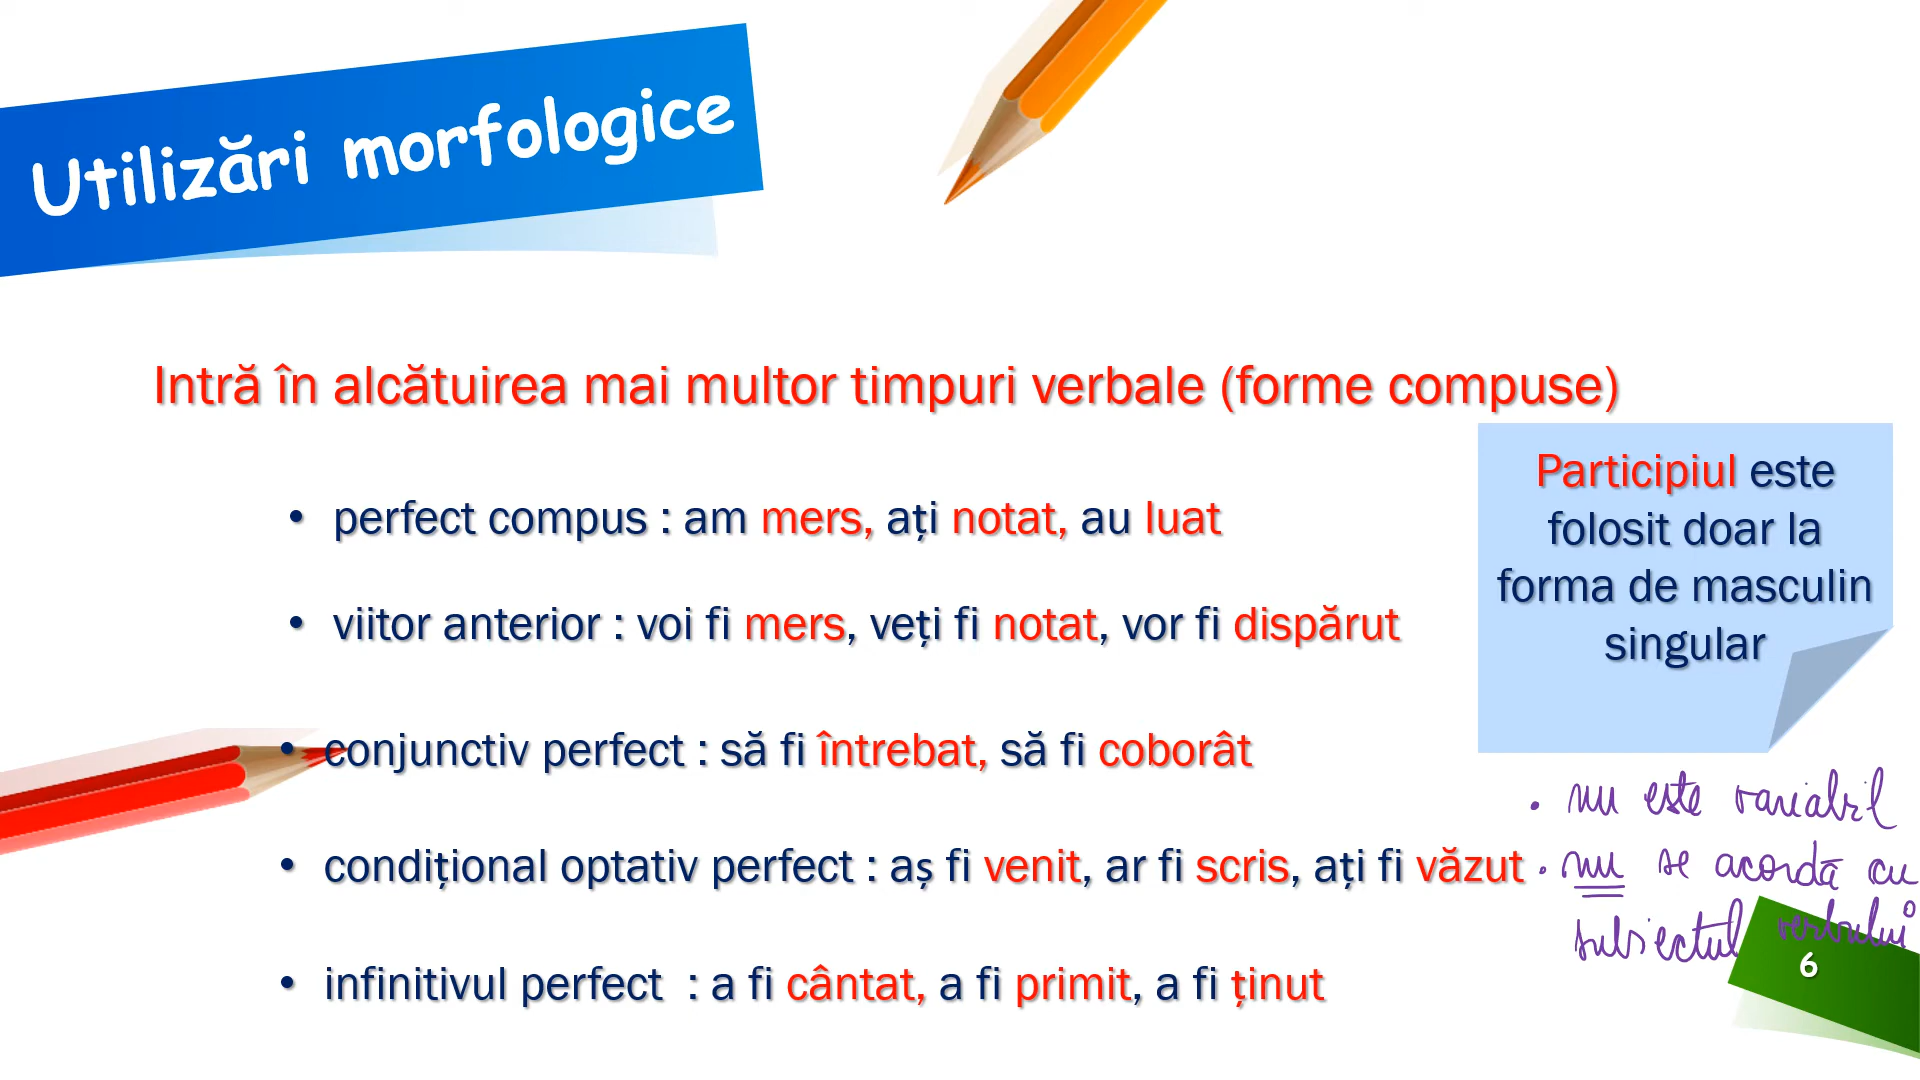 Utilizări morfologice
Intră în alcătuirea mai multor timpuri verbale (forme compuse)
• perfect compus : am mers, ați notat, au luat
• viitor anterior : voi fi mers, veți fi notat, vor fi dispărut
• conjunctiv perfect : să fi întrebat, să fi coborât
• condițional optativ perfect : aș fi venit, ar fi scris, ați fi văzut
• infinitivul perfect : a fi cântat, a fi primit, a fi ținut
Participiul este
folosit doar la
forma de masculin
singular
• nu este variabil
• nu se acordă cu
subiectul verbului
6